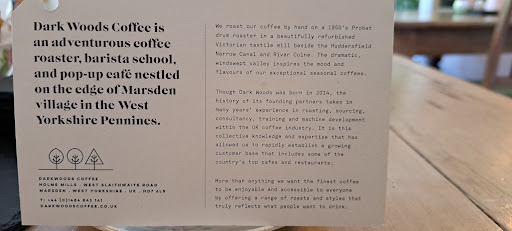 Dark Woods Coffee is
an adventurous coffee
roaster, barista school,
and pop-up café nestled
on the edge of Marsden
village in the West
Yorkshire Pennines.
DARKWOODS COFFEE
HOLME MILLS - WEST SLAITHWAITE ROAD
MARSDEN - WEST YORKSHIRE - UK - HD7 6LS
T: +44 (0)1484 843 141
DARKWOODSCOFFEE.CO.UK
We roast our coffee by hand on a 1950's Probat
drum roaster in a beautifully refurbished
Victorian textile mill beside the Huddersfield
Narrow Canal and River Colne. The dramatic,
windswept valley inspires the mood and
flavours of our exceptional seasonal coffees.
Though Dark Woods was born in 2014, the
history of its founding partners takes in
many years' experience in roasting, sourcing,
consultancy, training and machine development
within the UK coffee industry. It is this
collective knowledge and expertise that has
allowed us to rapidly establish a growing
customer base that includes some of the
country's top cafes and restaurants.
More than anything we want the finest coffee
to be enjoyable and accessible to everyone
by offering a range of roasts and styles that
truly reflects what people want to drink.